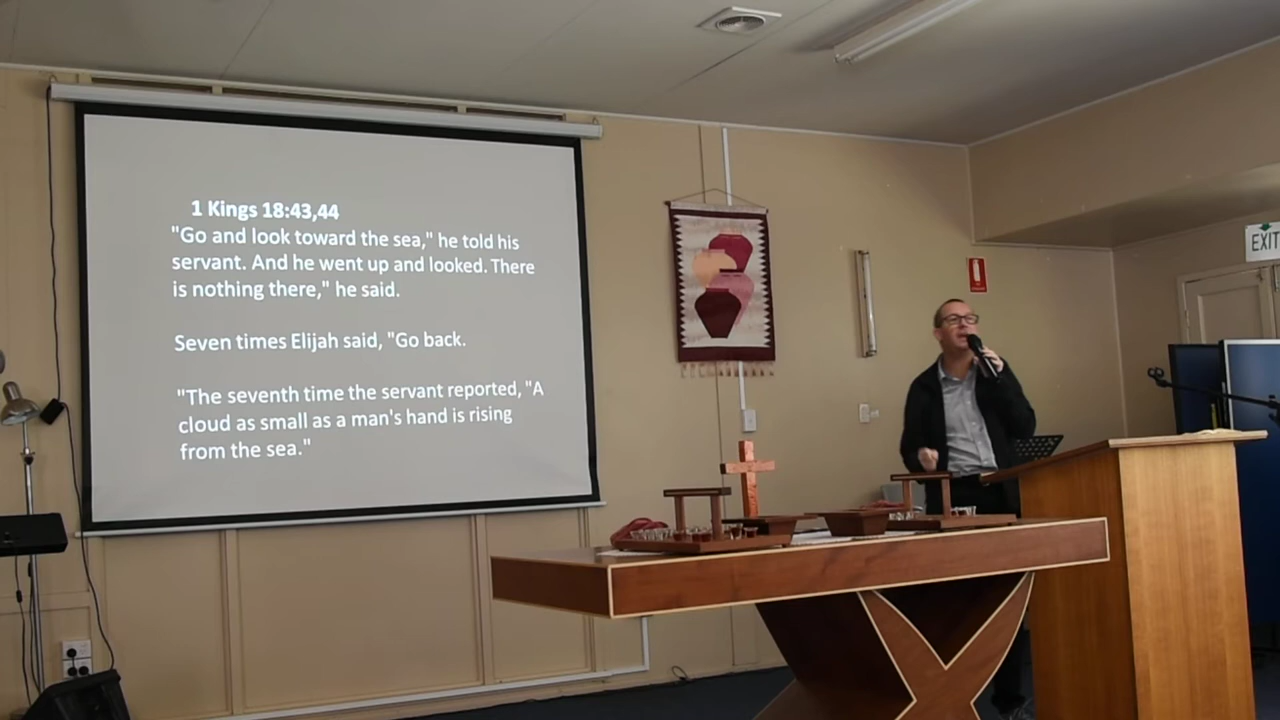 1 Kings 18:43,44
"Go and look toward the sea," he told his
servant. And he went up and looked. There
is nothing there," he said.
Seven times Elijah said, "Go back.
"The seventh time the servant reported, "A
cloud as small as a man's hand is rising
from the sea."
EXIT